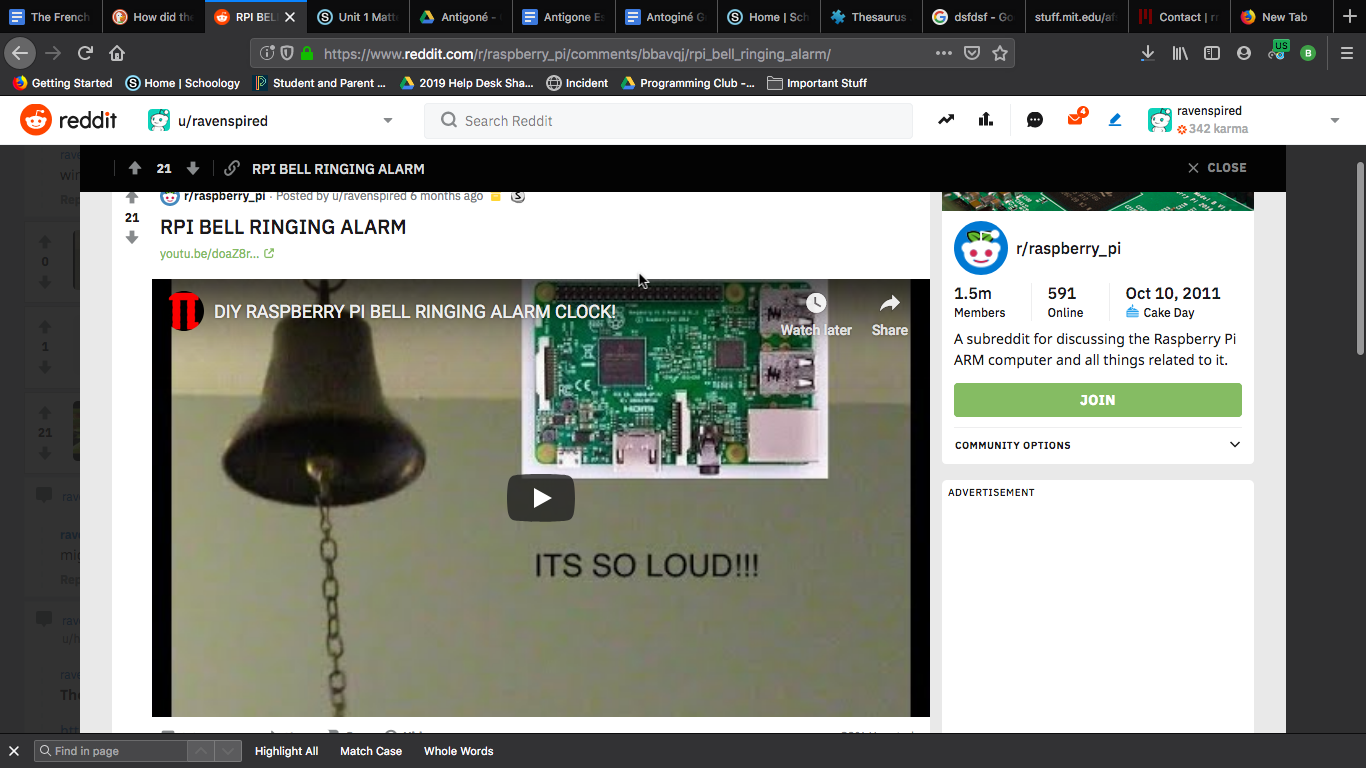 The French
How did the
RPI BEL
Unit 1 Matt
Antigoné -
Antigone Es
Antoginé G
Home | Sch
Thesaurus
dsfdsf - Go
stuff.mit.edu/afs
Contact | rr
New Tab
https://www.reddit.com/r/raspberry_pi/comments/bbavqj/rpi_bell_ringing_alarm/
US
B
Getting Started
Home | Schoology
Student and Parent ...
2019 Help Desk Sha...
Incident
Programming Club -...
Important Stuff
reddit
u/ravenspired
Search Reddit
4
ravenspired
342 karma
21
RPI BELL RINGING ALARM
CLOSE
r/raspberry_pi · Posted by u/ravenspired 6 months ago
21
RPI BELL RINGING ALARM
youtu.be/doaZ8r...
DIY RASPBERRY PI BELL RINGING ALARM CLOCK!
Watch later
Share
ITS SO LOUD!!!
r/raspberry_pi
1.5m
Members
591
Online
Oct 10, 2011
Cake Day
A subreddit for discussing the Raspberry Pi
ARM computer and all things related to it.
JOIN
COMMUNITY OPTIONS
ADVERTISEMENT
0
1
21
Find in page
Highlight All
Match Case
Whole Words